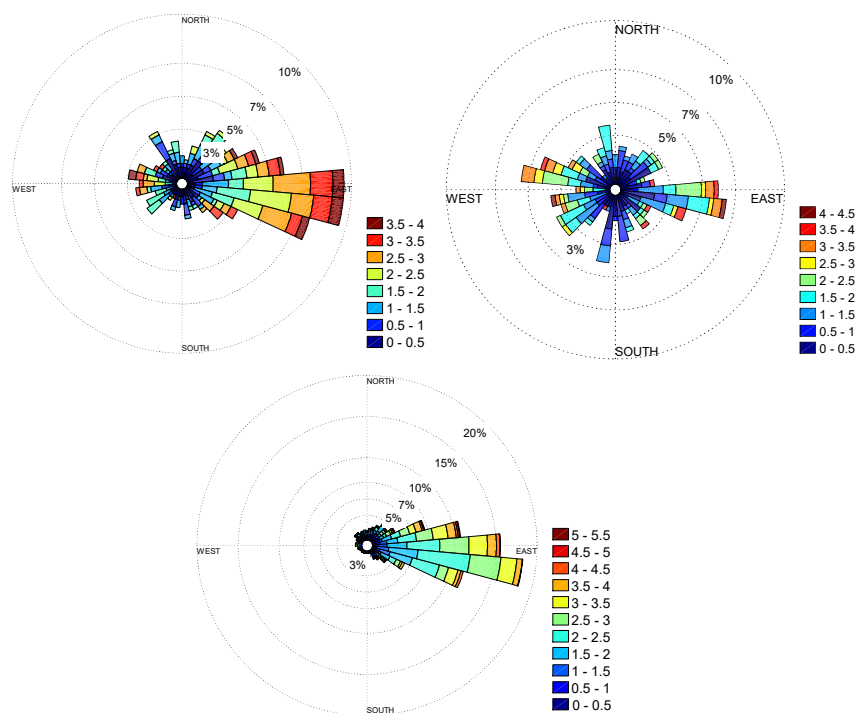 NORTH
10%
7%
5%
3%
WEST
EAST
SOUTH
3.5 - 4
3 - 3.5
2.5 - 3
2 - 2.5
1.5 - 2
1 - 1.5
0.5 - 1
0 - 0.5
NORTH
10%
7%
5%
3%
WEST
EAST
SOUTH
4 - 4.5
3.5 - 4
3 - 3.5
2.5 - 3
2 - 2.5
1.5 - 2
1 - 1.5
0.5 - 1
0 - 0.5
NORTH
20%
15%
10%
7%
5%
3%
WEST
EAST
SOUTH
5 - 5.5
4.5 - 5
4 - 4.5
3.5 - 4
3 - 3.5
2.5 - 3
2 - 2.5
1.5 - 2
1 - 1.5
0.5 - 1
0 - 0.5